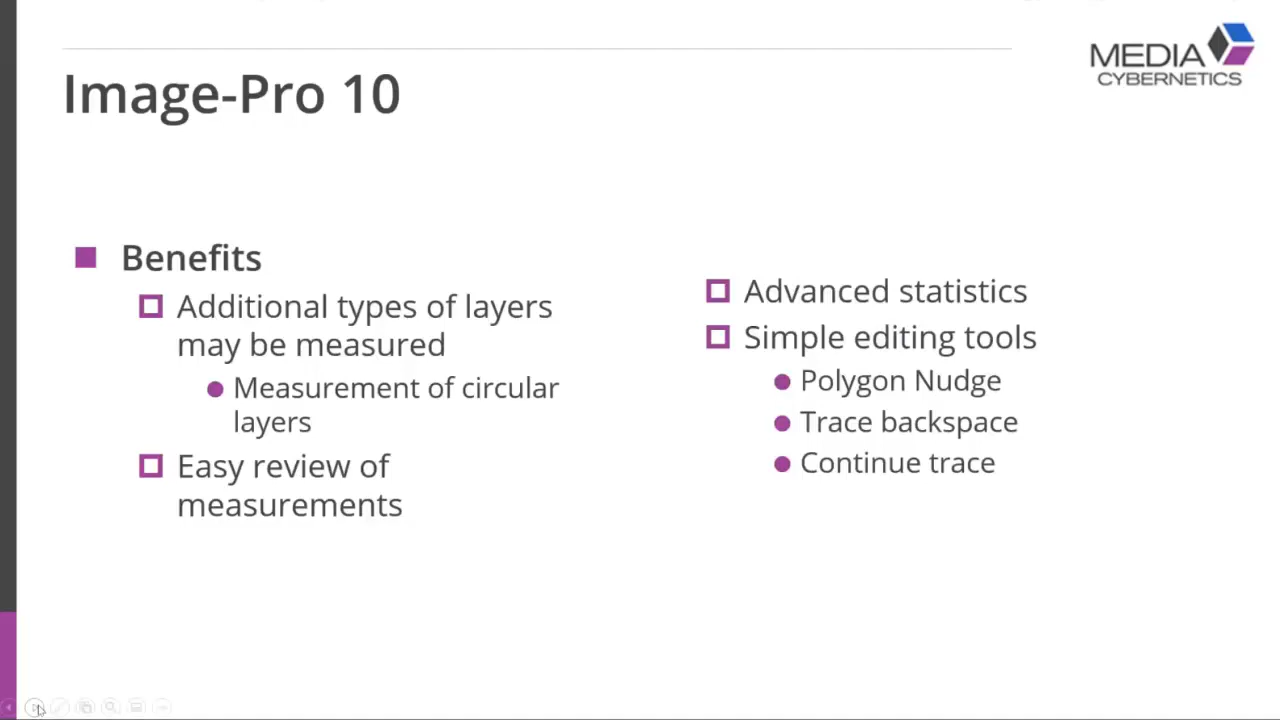 MEDIA
CYBERNETICS
Image-Pro 10
Benefits
Additional types of layers
may be measured
Measurement of circular
layers
Easy review of
measurements
Advanced statistics
Simple editing tools
Polygon Nudge
Trace backspace
Continue trace